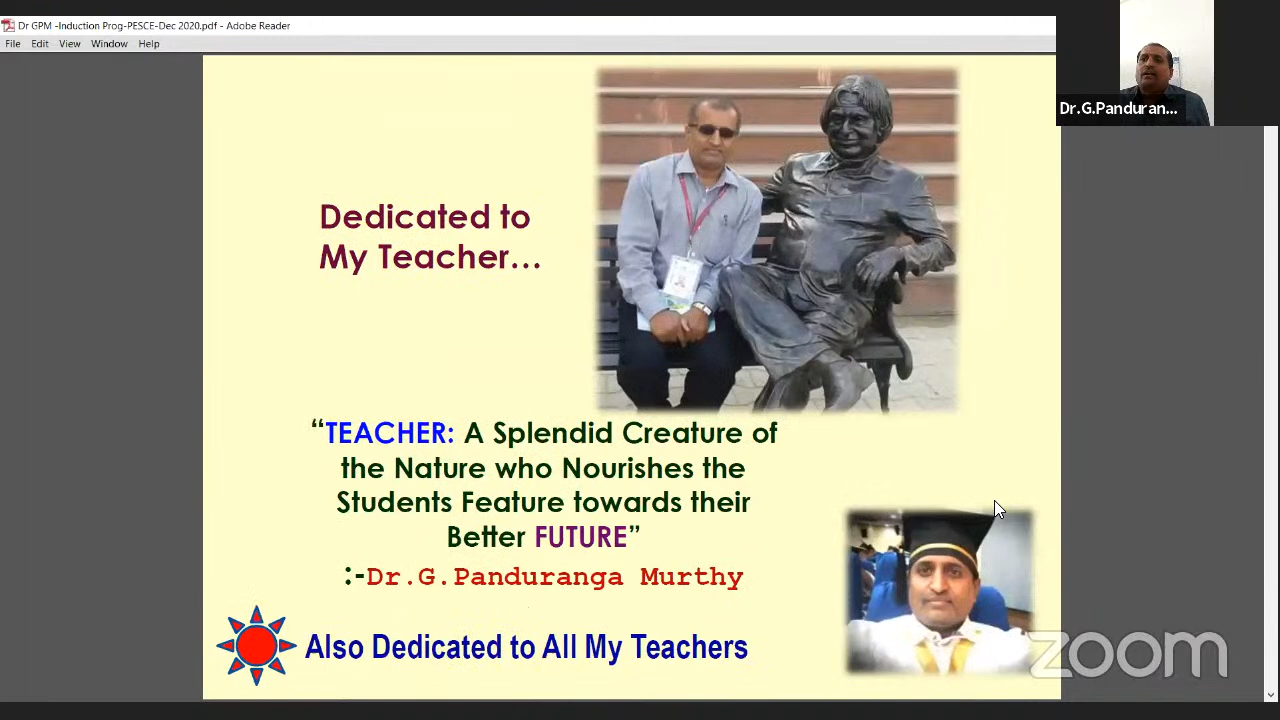 Dr GPM -Induction Prog-PESCE-Dec 2020.pdf - Adobe Reader
File Edit View Window Help
Dr.G.Panduran...
Dedicated to
My Teacher...
“TEACHER: A Splendid Creature of
the Nature who Nourishes the
Students Feature towards their
Better FUTURE”
:-Dr.G.Panduranga Murthy
Also Dedicated to All My Teachers
zoom